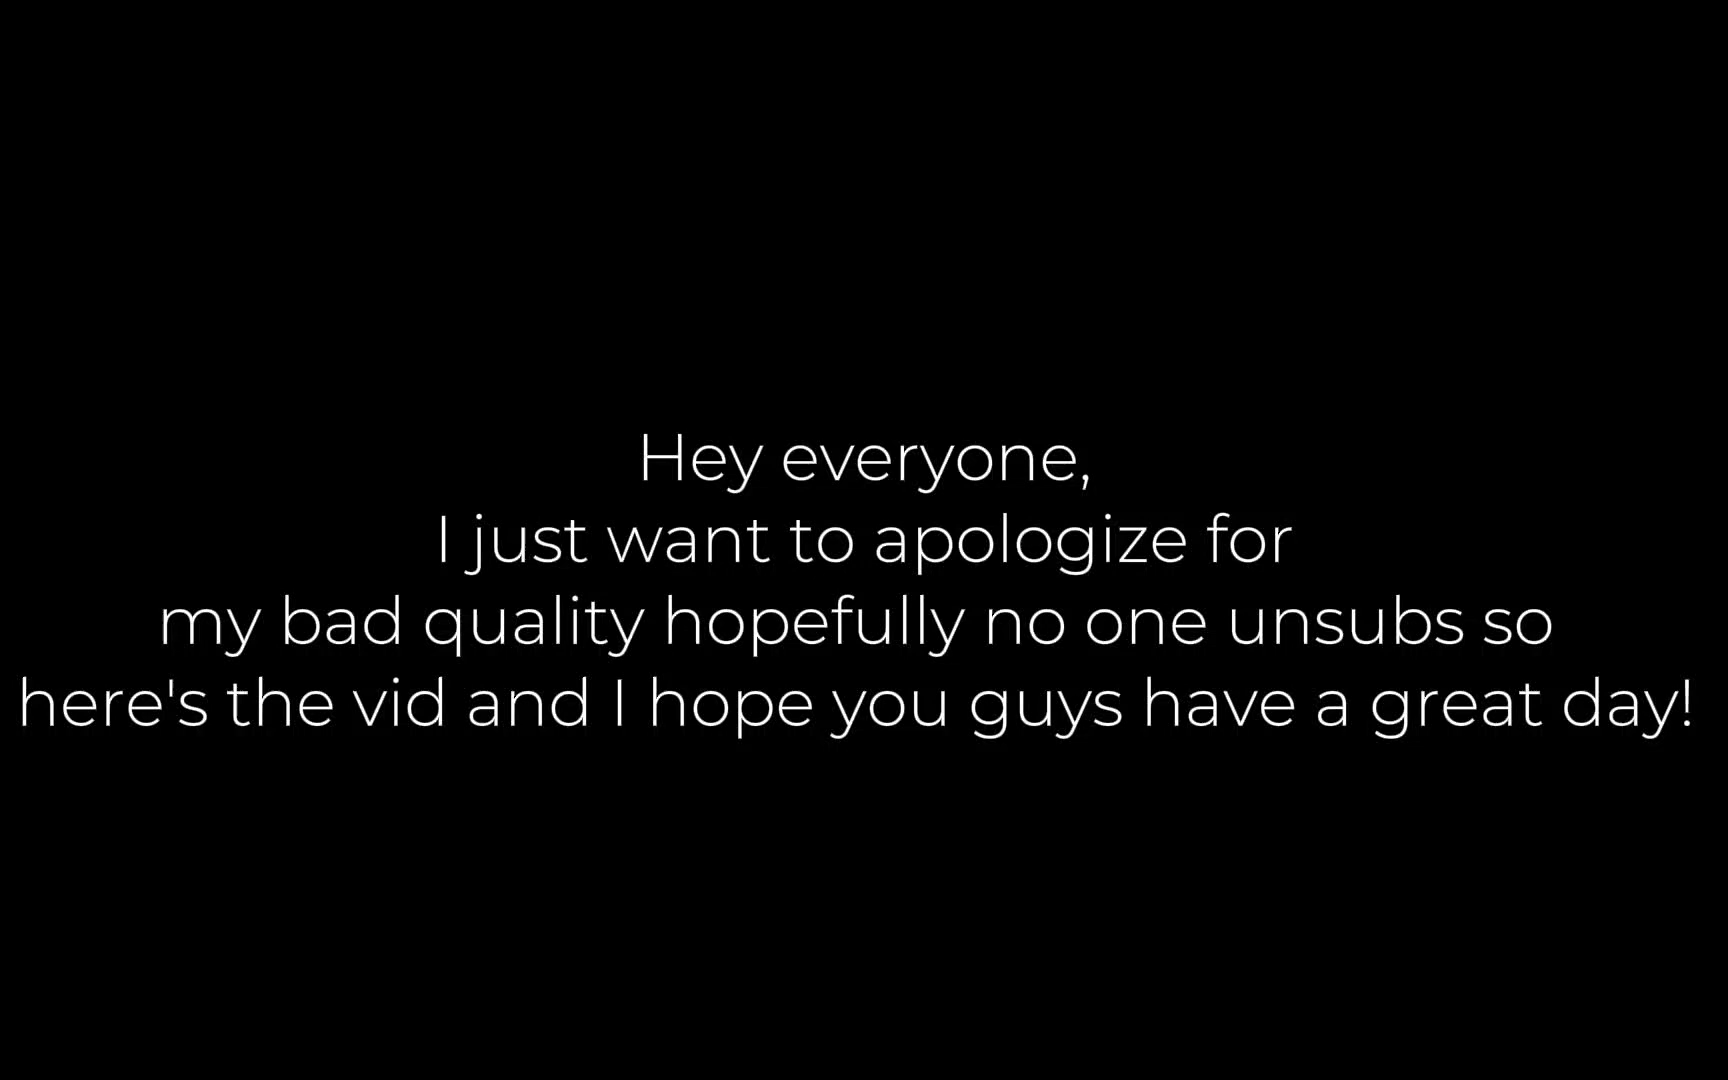 Hey everyone,
I just want to apologize for
my bad quality hopefully no one unsubs so
here's the vid and I hope you guys have a great day!